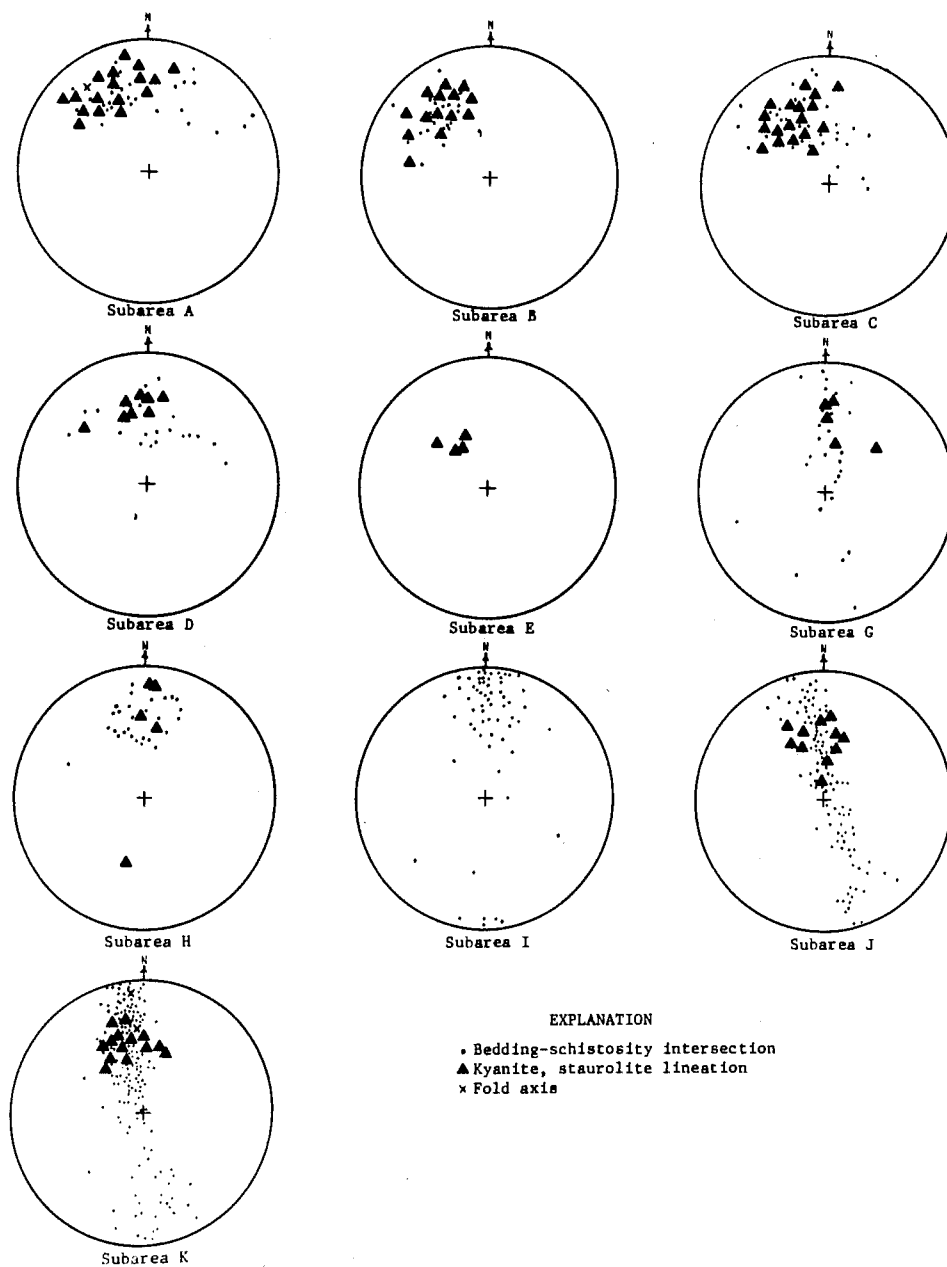 N
N
N
Subarea A
Subarea B
Subarea C
N
N
N
Subarea D
Subarea E
Subarea G
N
N
N
Subarea H
Subarea I
Subarea J
N
Subarea K
EXPLANATION
Bedding-schistosity intersection
Kyanite, staurolite lineation
Fold axis